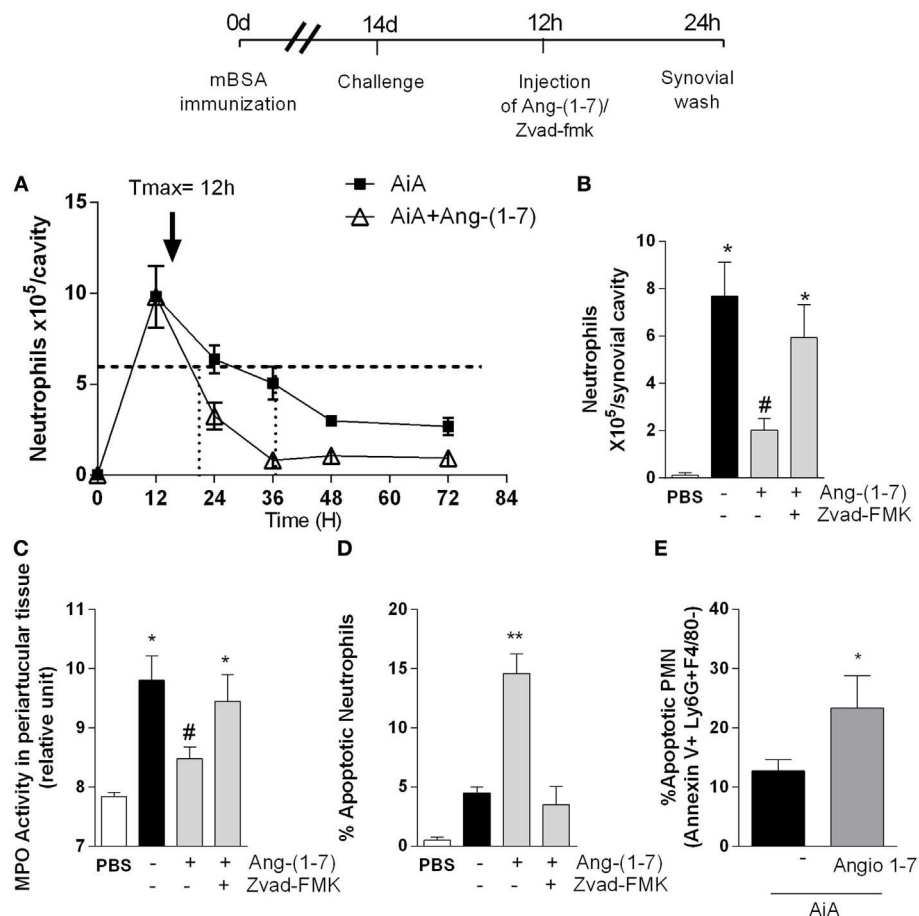 0d 14d 12h 24h
mBSA immunization
Challenge
Injection of Ang-(1-7)/ Zvad-fmk
Synovial wash
A
Tmax= 12h
AiA
AiA+Ang-(1-7)
Neutrophils x10⁵/cavity
15
10
5
0
0 12 24 36 48 60 72 84
Time (H)
B
Neutrophils
X10⁵/synovial cavity
10
8
6
4
2
0
*
#
*
PBS - + + Ang-(1-7)
- - + Zvad-FMK
C
MPO Activity in periartucular tissue
(relative unit)
11
10
9
8
7
*
#
*
PBS - + + Ang-(1-7)
- - + Zvad-FMK
D
% Apoptotic Neutrophils
20
15
10
5
0
**
PBS - + + Ang-(1-7)
- - + Zvad-FMK
E
%Apoptotic PMN
(Annexin V+ Ly6G+F4/80-)
40
30
20
10
0
*
- Angio 1-7
AiA